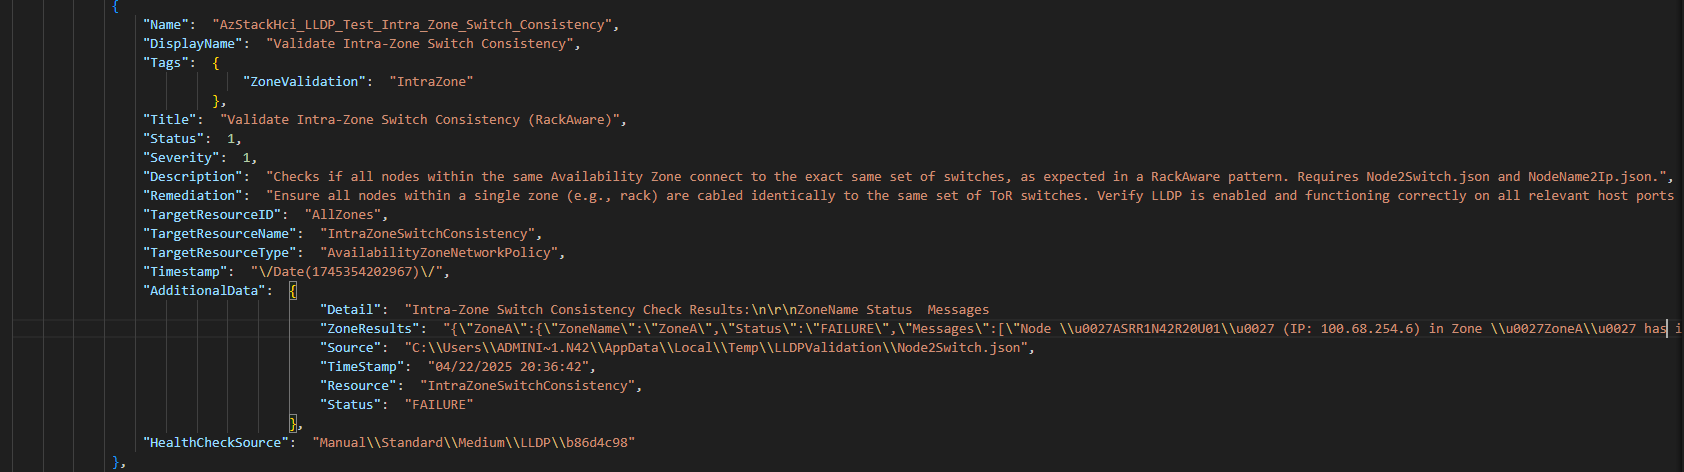 {
"Name":  "AzStackHci_LLDP_Test_Intra_Zone_Switch_Consistency",
"DisplayName":  "Validate Intra-Zone Switch Consistency",
"Tags":  {
"ZoneValidation":  "IntraZone"
},
"Title":  "Validate Intra-Zone Switch Consistency (RackAware)",
"Status":  1,
"Severity":  1,
"Description":  "Checks if all nodes within the same Availability Zone connect to the exact same set of switches, as expected in a RackAware pattern. Requires Node2Switch.json and NodeName2Ip.json.",
"Remediation":  "Ensure all nodes within a single zone (e.g., rack) are cabled identically to the same set of ToR switches. Verify LLDP is enabled and functioning correctly on all relevant host ports
"TargetResourceID":  "AllZones",
"TargetResourceName":  "IntraZoneSwitchConsistency",
"TargetResourceType":  "AvailabilityZoneNetworkPolicy",
"Timestamp":  "\/Date(1745354202967)\/",
"AdditionalData":  {
"Detail":  "Intra-Zone Switch Consistency Check Results:\n\r\nZoneName Status  Messages
"ZoneResults":  "{\"ZoneA\":{\"ZoneName\":\"ZoneA\",\"Status\":\"FAILURE\",\"Messages\":[\"Node \\u0027ASRR1N42R20U01\\u0027 (IP: 100.68.254.6) in Zone \\u0027ZoneA\\u0027 has i
"Source":  "C:\\Users\\ADMINI~1.N42\\AppData\\Local\\Temp\\LLDPValidation\\Node2Switch.json",
"TimeStamp":  "04/22/2025 20:36:42",
"Resource":  "IntraZoneSwitchConsistency",
"Status":  "FAILURE"
},
"HealthCheckSource":  "Manual\\Standard\\Medium\\LLDP\\b86d4c98"
},